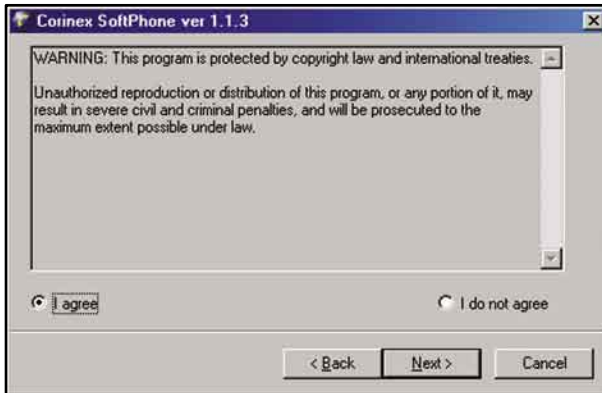 Corinex SoftPhone ver 1.1.3
WARNING: This program is protected by copyright law and international treaties.
Unauthorized reproduction or distribution of this program, or any portion of it, may
result in severe civil and criminal penalties, and will be prosecuted to the
maximum extent possible under law.
I agree
I do not agree
< Back
Next >
Cancel